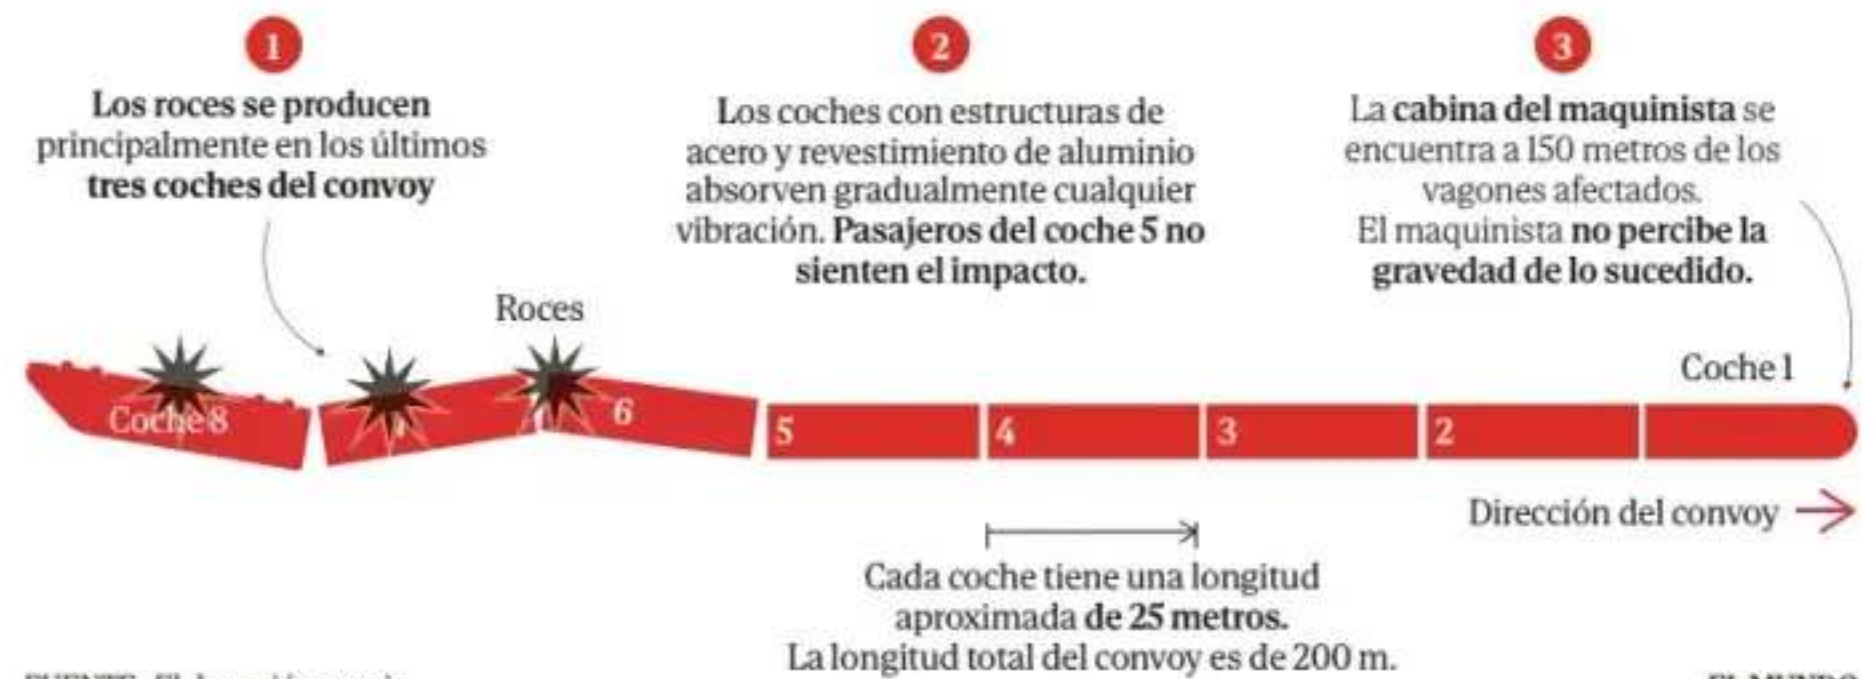 1
Los roces se producen
principalmente en los últimos
tres coches del convoy
2
Los coches con estructuras de
acero y revestimiento de aluminio
absorven gradualmente cualquier
vibración. Pasajeros del coche 5 no
sienten el impacto.
3
La cabina del maquinista se
encuentra a 150 metros de los
vagones afectados.
El maquinista no percibe la
gravedad de lo sucedido.
Roces
Coche 1
Coche 8
6
5
4
3
2
Dirección del convoy
Cada coche tiene una longitud
aproximada de 25 metros.
La longitud total del convoy es de 200 m.
EL MUNDO